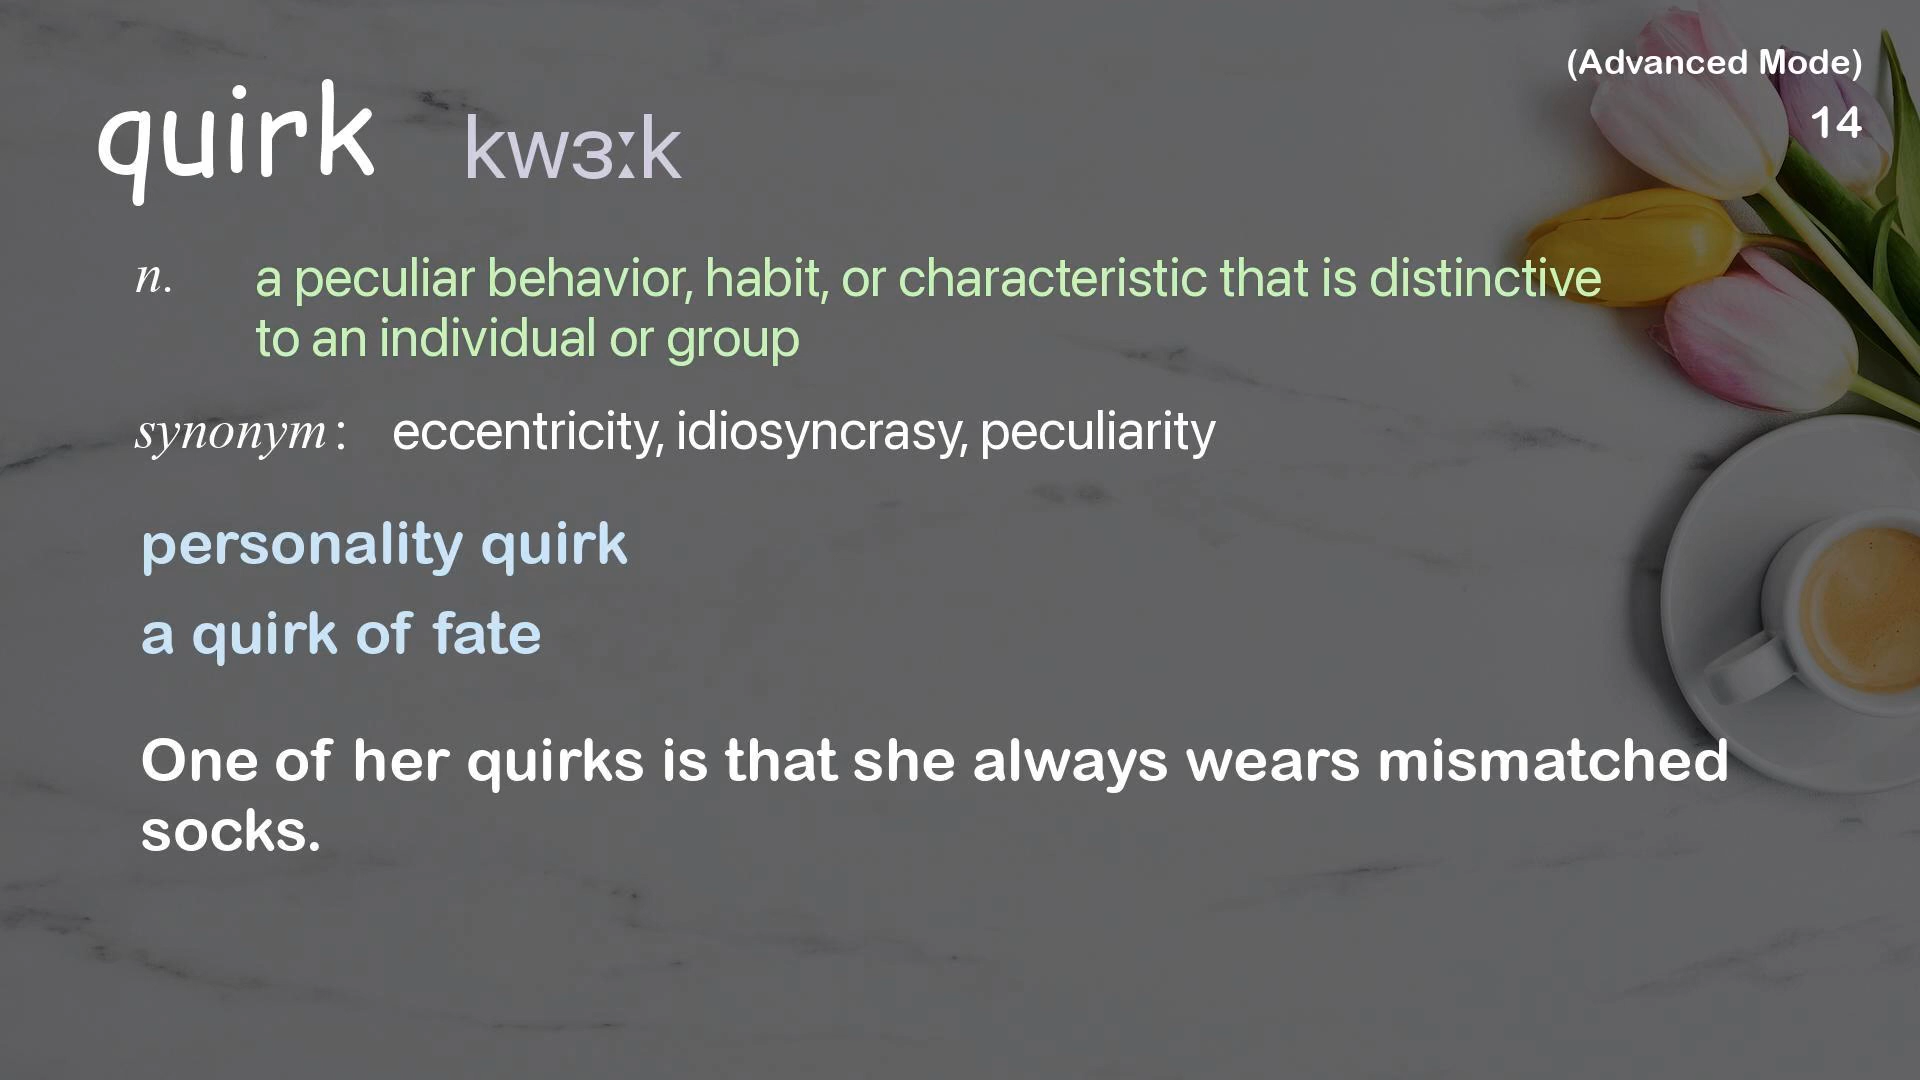 (Advanced Mode)
14
quirk kwɜːk
n. a peculiar behavior, habit, or characteristic that is distinctive
to an individual or group
synonym: eccentricity, idiosyncrasy, peculiarity
personality quirk
a quirk of fate
One of her quirks is that she always wears mismatched
socks.